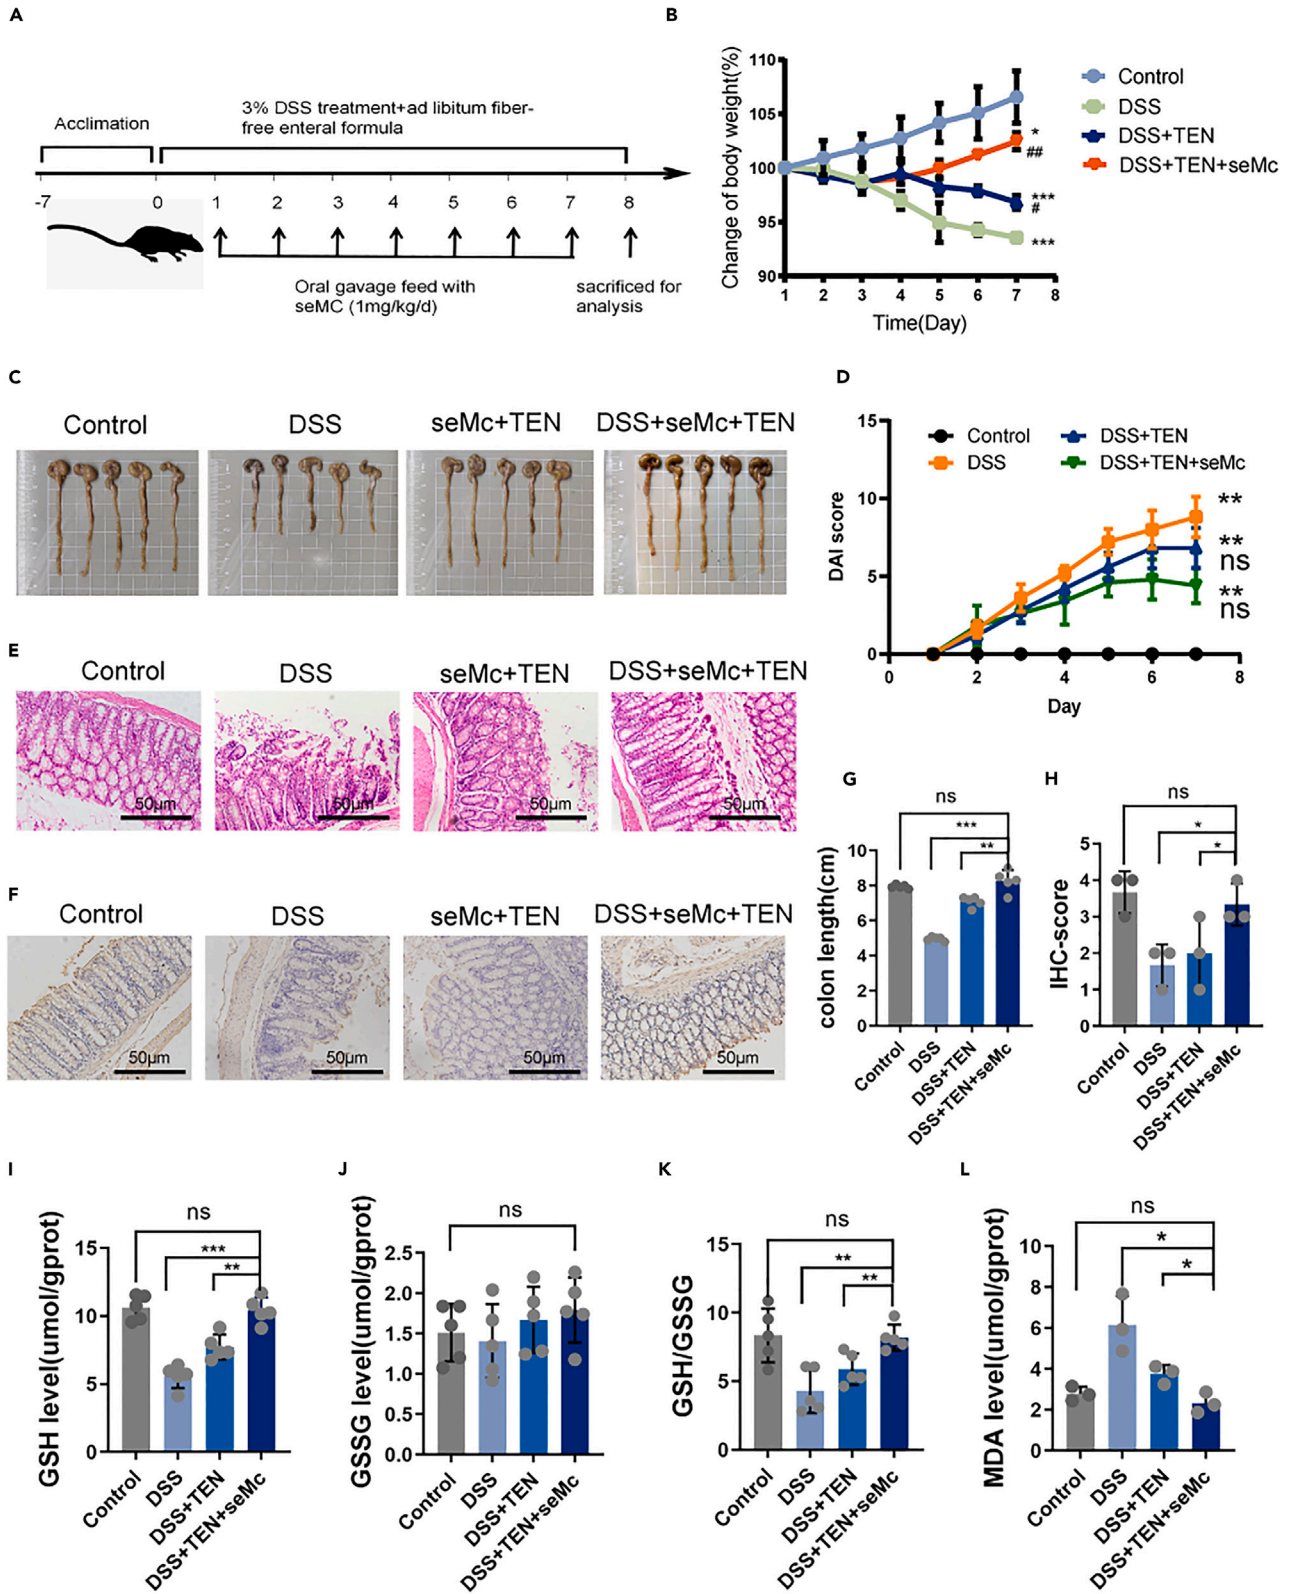 A
Acclimation
3% DSS treatment+ad libitum fiber-
free enteral formula
-7 0 1 2 3 4 5 6 7 8
Oral gavage feed with
seMC (1mg/kg/d)
sacrificed for
analysis
B
Change of body weight(%)
110
105
100
95
90
1 2 3 4 5 6 7 8
Time(Day)
*
##
***
#
***
Control
DSS
DSS+TEN
DSS+TEN+seMc
C
Control DSS seMc+TEN DSS+seMc+TEN
D
DAI score
15
10
5
0
0 2 4 6 8
Day
Control DSS+TEN
DSS DSS+TEN+seMc
**
**
ns
**
ns
E
Control DSS seMc+TEN DSS+seMc+TEN
50μm 50μm 50μm 50μm
F
Control DSS seMc+TEN DSS+seMc+TEN
50μm 50μm 50μm 50μm
G
ns
***
**
colon length(cm)
10
8
6
4
2
0
Control DSS DSS+TEN DSS+TEN+seMc
H
ns
*
*
IHC-score
5
4
3
2
1
0
Control DSS DSS+TEN DSS+TEN+seMc
I
ns
***
**
GSH level(umol/gprot)
15
10
5
0
Control DSS DSS+TEN DSS+TEN+seMc
J
ns
GSSG level(umol/gprot)
2.5
2.0
1.5
1.0
0.5
0.0
Control DSS DSS+TEN DSS+TEN+seMc
K
ns
**
**
GSH/GSSG
15
10
5
0
Control DSS DSS+TEN DSS+TEN+seMc
L
ns
*
*
MDA level(umol/gprot)
10
8
6
4
2
0
Control DSS DSS+TEN DSS+TEN+seMc